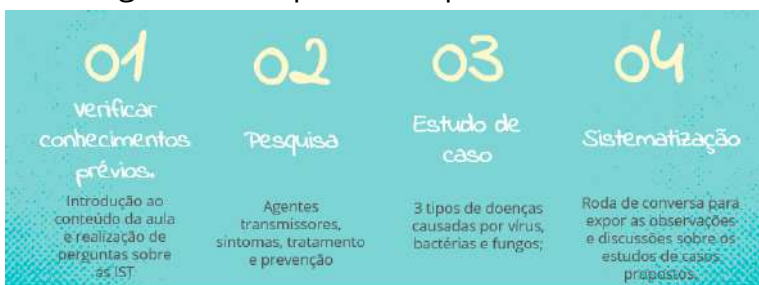 01
verificar
conhecimentos
prévios.
Introdução ao
conteúdo da aula
e realização de
perguntas sobre
as IST
02
Pesquisa
Agentes
transmissores,
sintomas, tratamento
e prevenção
03
Estudo de
caso
3 tipos de doenças
causadas por vírus,
bactérias e fungos;
04
Sistematização
Roda de conversa para
expor as observações
e discussões sobre os
estudos de casos
propostos.